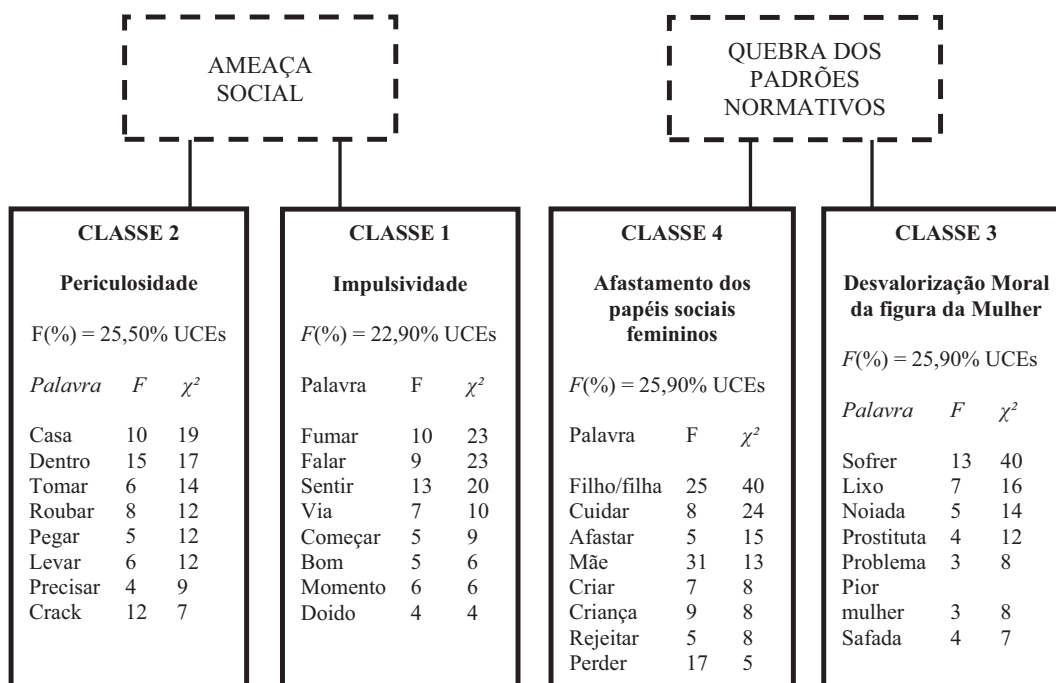 AMEAÇA
SOCIAL
QUEBRA DOS
PADRÕES
NORMATIVOS
CLASSE 2
Periculosidade
F(%) = 25,50% UCEs
Palavra F χ²
Casa 10 19
Dentro 15 17
Tomar 6 14
Roubar 8 12
Pegar 5 12
Levar 6 12
Precisar 4 9
Crack 12 7
CLASSE 1
Impulsividade
F(%) = 22,90% UCEs
Palavra F χ²
Fumar 10 23
Falar 9 23
Sentir 13 20
Via 7 10
Começar 5 9
Bom 5 6
Momento 6 6
Doido 4 4
CLASSE 4
Afastamento dos
papéis sociais
femininos
F(%) = 25,90% UCEs
Palavra F χ²
Filho/filha 25 40
Cuidar 8 24
Afastar 5 15
Mãe 31 13
Criar 7 8
Criança 9 8
Rejeitar 5 8
Perder 17 5
CLASSE 3
Desvalorização Moral
da figura da Mulher
F(%) = 25,90% UCEs
Palavra F χ²
Sofrer 13 40
Lixo 7 16
Noiada 5 14
Prostituta 4 12
Problema 3 8
Pior
mulher 3 8
Safada 4 7